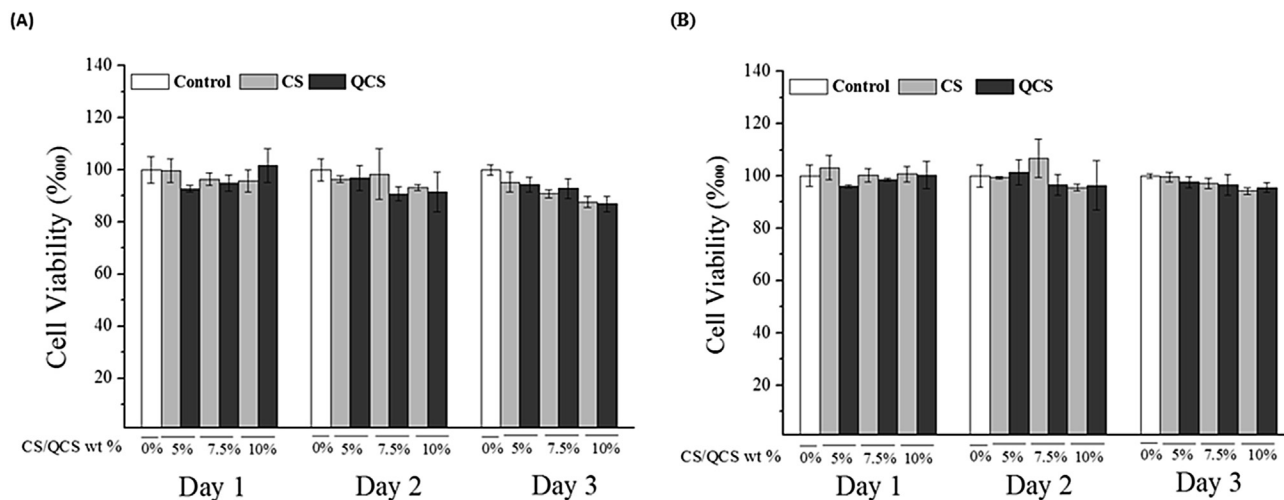 (A)
140
Control CS QCS
120
100
80
60
40
20
Cell Viability (%₀₀₀)
CS/QCS wt % 0% 5% 7.5% 10% 0% 5% 7.5% 10% 0% 5% 7.5% 10%
Day 1 Day 2 Day 3
(B)
140
Control CS QCS
120
100
80
60
40
20
Cell Viability (%₀₀₀)
CS/QCS wt % 0% 5% 7.5% 10% 0% 5% 7.5% 10% 0% 5% 7.5% 10%
Day 1 Day 2 Day 3